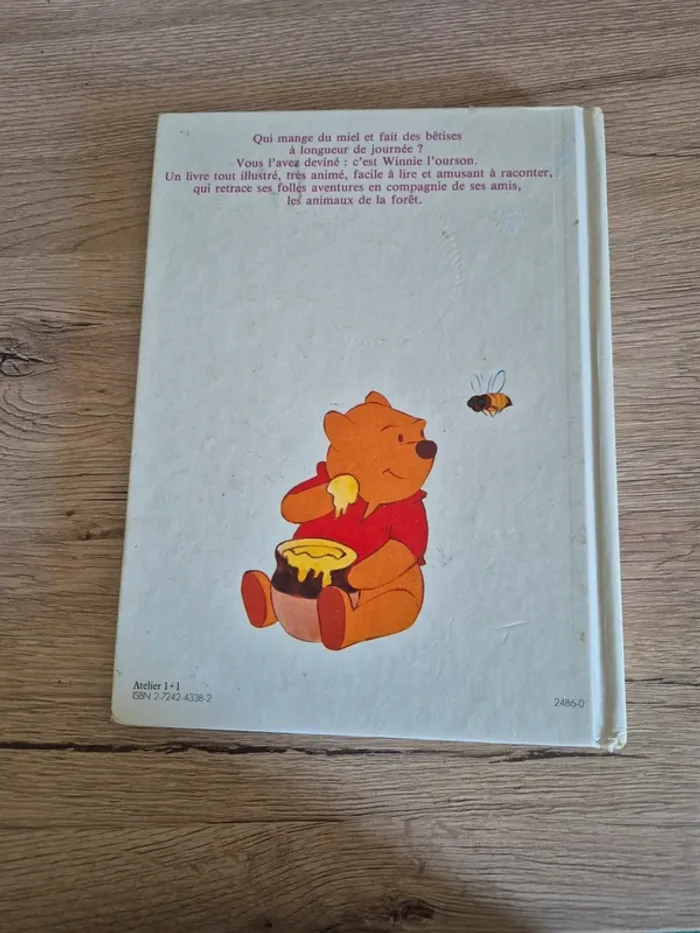 Qui mange du miel et fait des bêtises
à longueur de journée ?
Vous l'avez deviné : c'est Winnie l'ourson.
Un livre tout illustré, très animé, facile à lire et amusant à raconter,
qui retrace ses folles aventures en compagnie de ses amis,
les animaux de la forêt.
Atelier 1+1
ISBN 2-7242-4338-2
2486-0